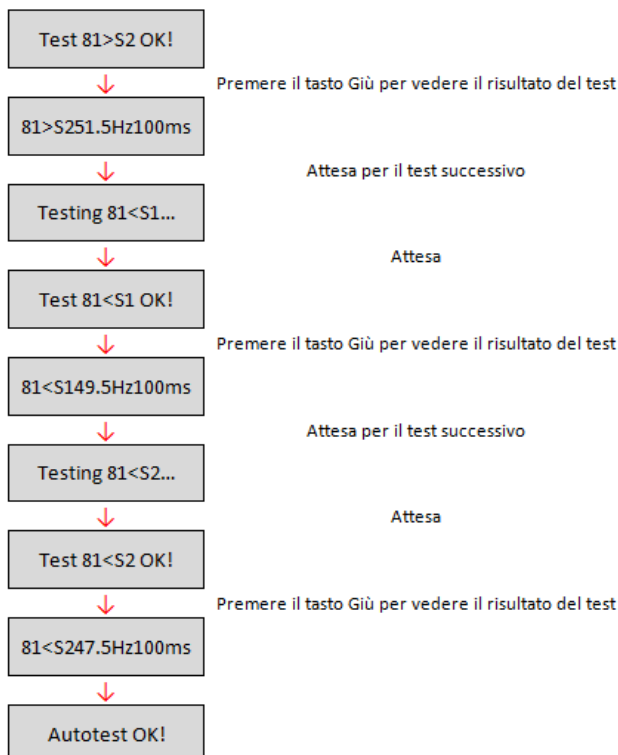 Test 81>S2 OK!
Premere il tasto Giù per vedere il risultato del test
81>S251.5Hz100ms
Attesa per il test successivo
Testing 81<S1...
Attesa
Test 81<S1 OK!
Premere il tasto Giù per vedere il risultato del test
81<S149.5Hz100ms
Attesa per il test successivo
Testing 81<S2...
Attesa
Test 81<S2 OK!
Premere il tasto Giù per vedere il risultato del test
81<S247.5Hz100ms
Autotest OK!